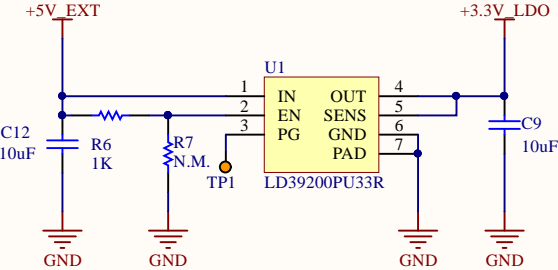 +5V_EXT
+3.3V_LDO
U1
1 IN OUT 4
2 EN SENS 5
3 PG GND 6
PAD 7
LD39200PU33R
C12
10uF
R6
1K
R7
N.M.
TP1
C9
10uF
GND
GND
GND
GND